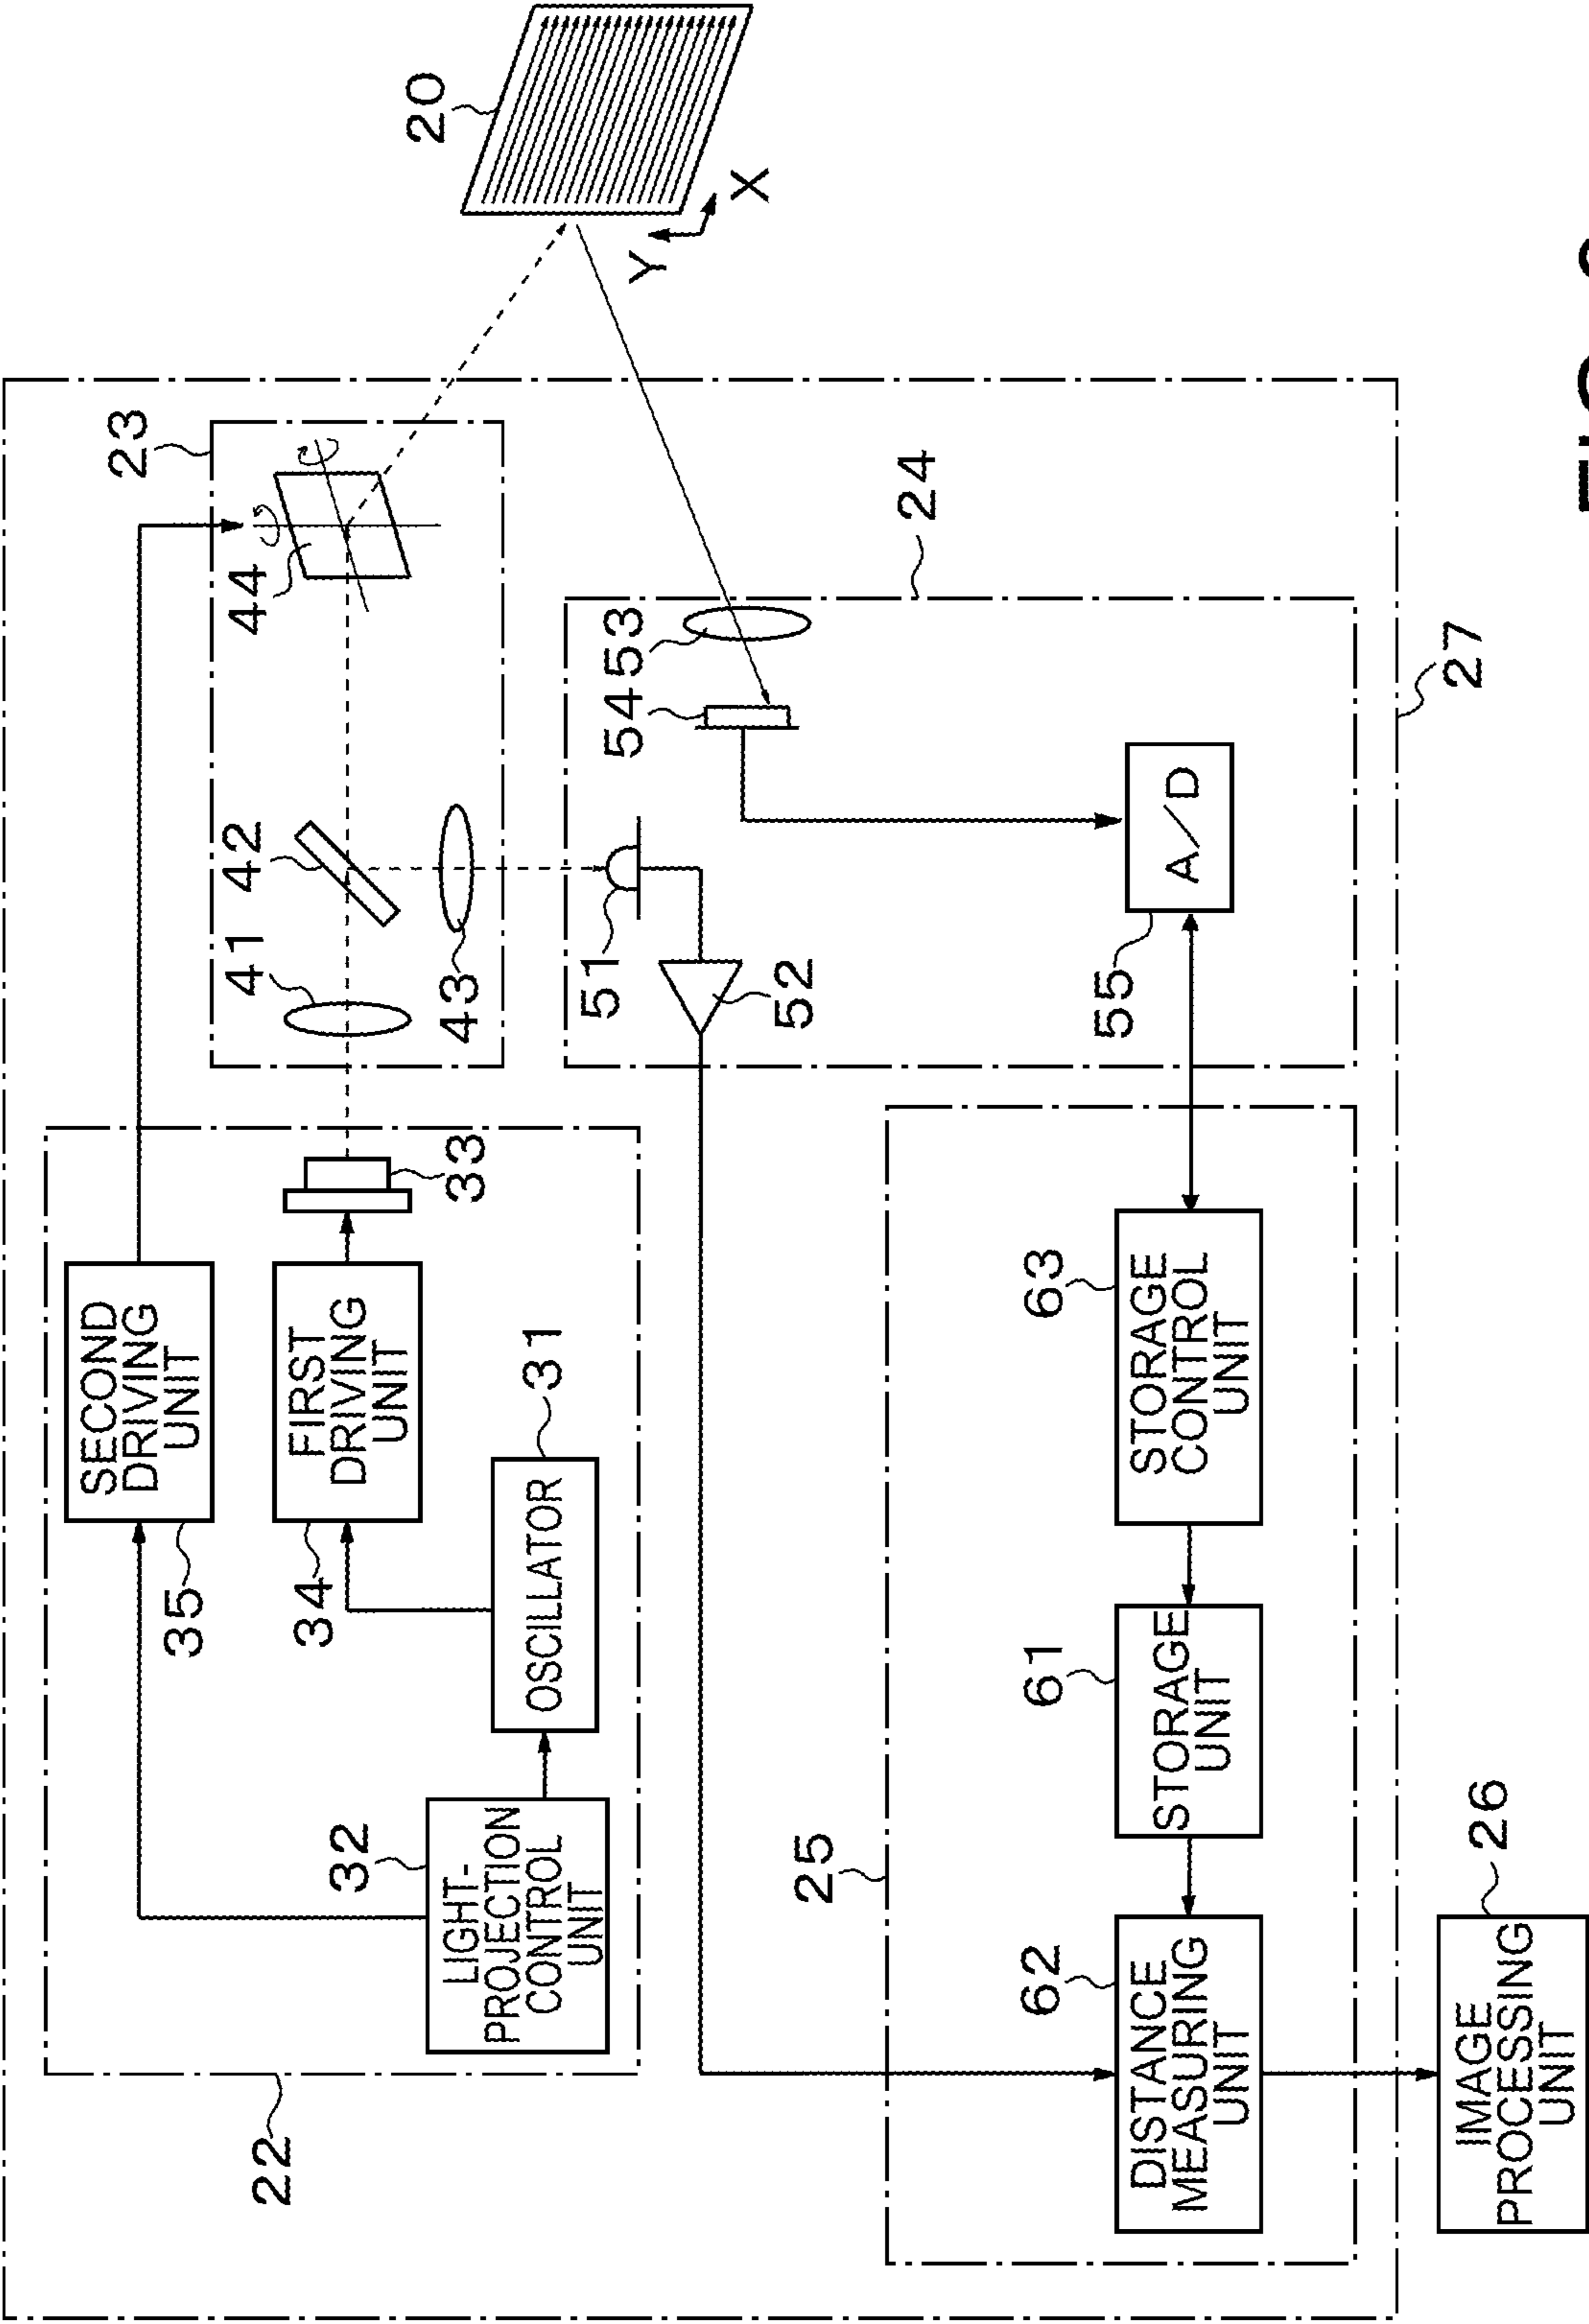 22
32
LIGHT-
PROJECTION
CONTROL
UNIT
35
SECOND
DRIVING
UNIT
34
FIRST
DRIVING
UNIT
OSCILLATOR
31
33
41
42
43
44
23
20
Y
X
51
52
54
53
24
A/D
55
27
25
62
DISTANCE
MEASURING
UNIT
61
STORAGE
UNIT
63
STORAGE
CONTROL
UNIT
IMAGE
PROCESSING
UNIT
26